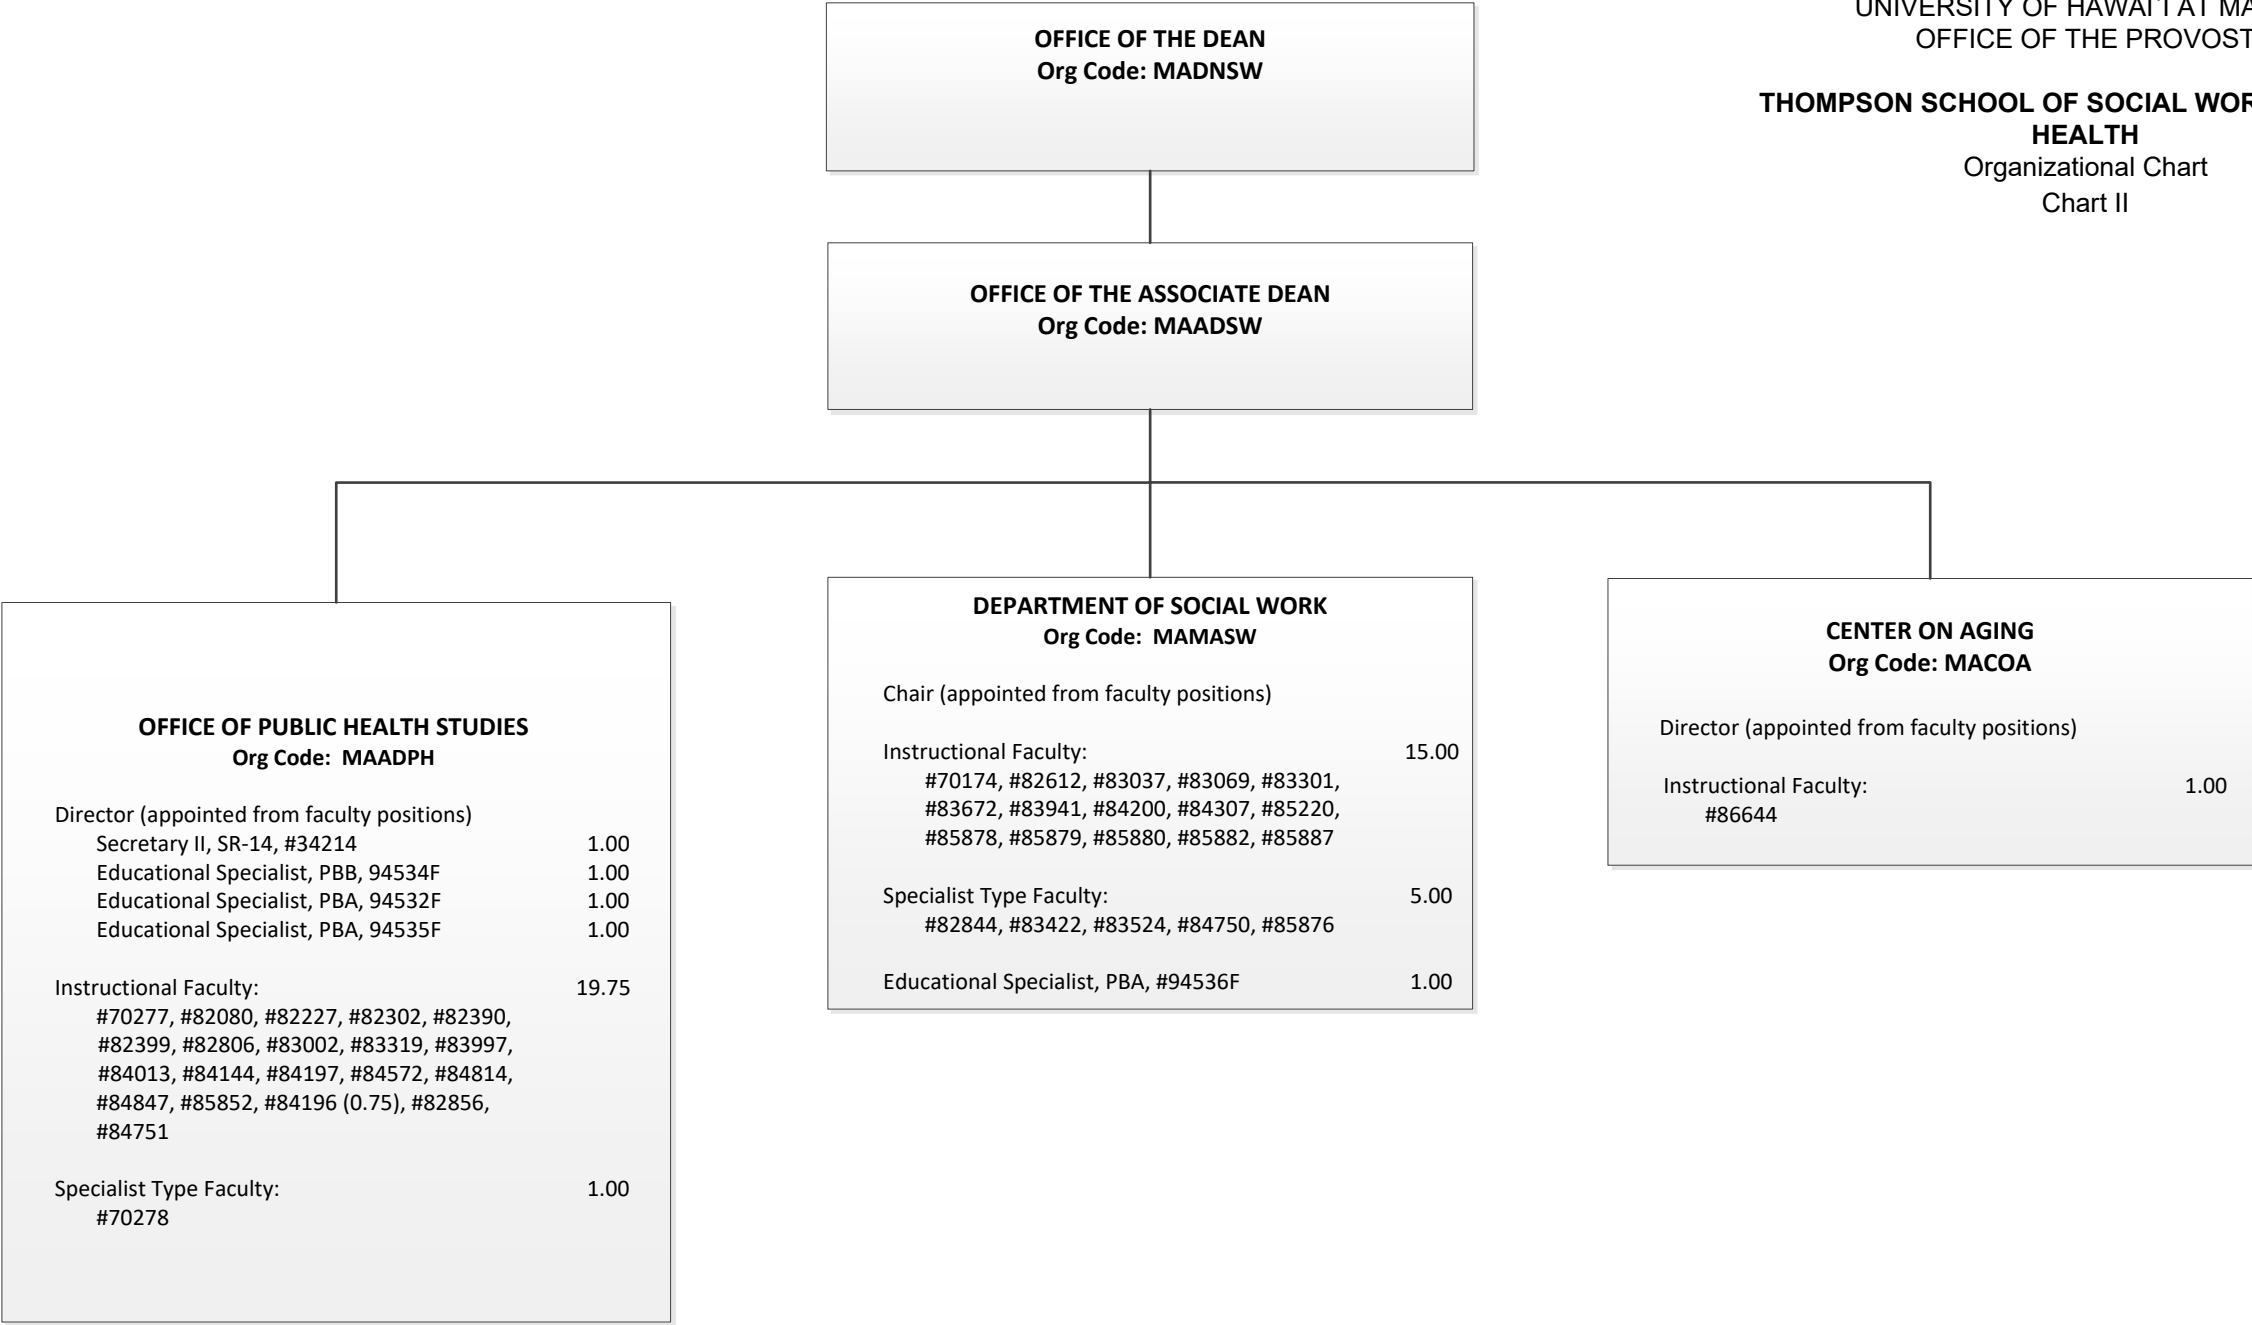 UNIVERSITY OF HAWAI'I AT
OFFICE OF THE PROVOST
THOMPSON SCHOOL OF SOCIAL
HEALTH
Organizational Chart
Chart II
OFFICE OF THE DEAN
Org Code: MADNSW
OFFICE OF THE ASSOCIATE DEAN
Org Code: MAADSW
OFFICE OF PUBLIC HEALTH STUDIES
Org Code: MAADPH
Director (appointed from faculty positions)
Secretary II, SR-14, #34214 1.00
Educational Specialist, PBB, 94534F 1.00
Educational Specialist, PBA, 94532F 1.00
Educational Specialist, PBA, 94535F 1.00
Instructional Faculty: 19.75
#70277, #82080, #82227, #82302, #82390,
#82399, #82806, #83002, #83319, #83997,
#84013, #84144, #84197, #84572, #84814,
#84847, #85852, #84196 (0.75), #82856,
#84751
Specialist Type Faculty: 1.00
#70278
DEPARTMENT OF SOCIAL WORK
Org Code: MAMASW
Chair (appointed from faculty positions)
Instructional Faculty: 15.00
#70174, #82612, #83037, #83069, #83301,
#83672, #83941, #84200, #84307, #85220,
#85878, #85879, #85880, #85882, #85887
Specialist Type Faculty: 5.00
#82844, #83422, #83524, #84750, #85876
Educational Specialist, PBA, #94536F 1.00
CENTER ON AGING
Org Code: MACOA
Director (appointed from faculty positions)
Instructional Faculty: 1.00
#86644